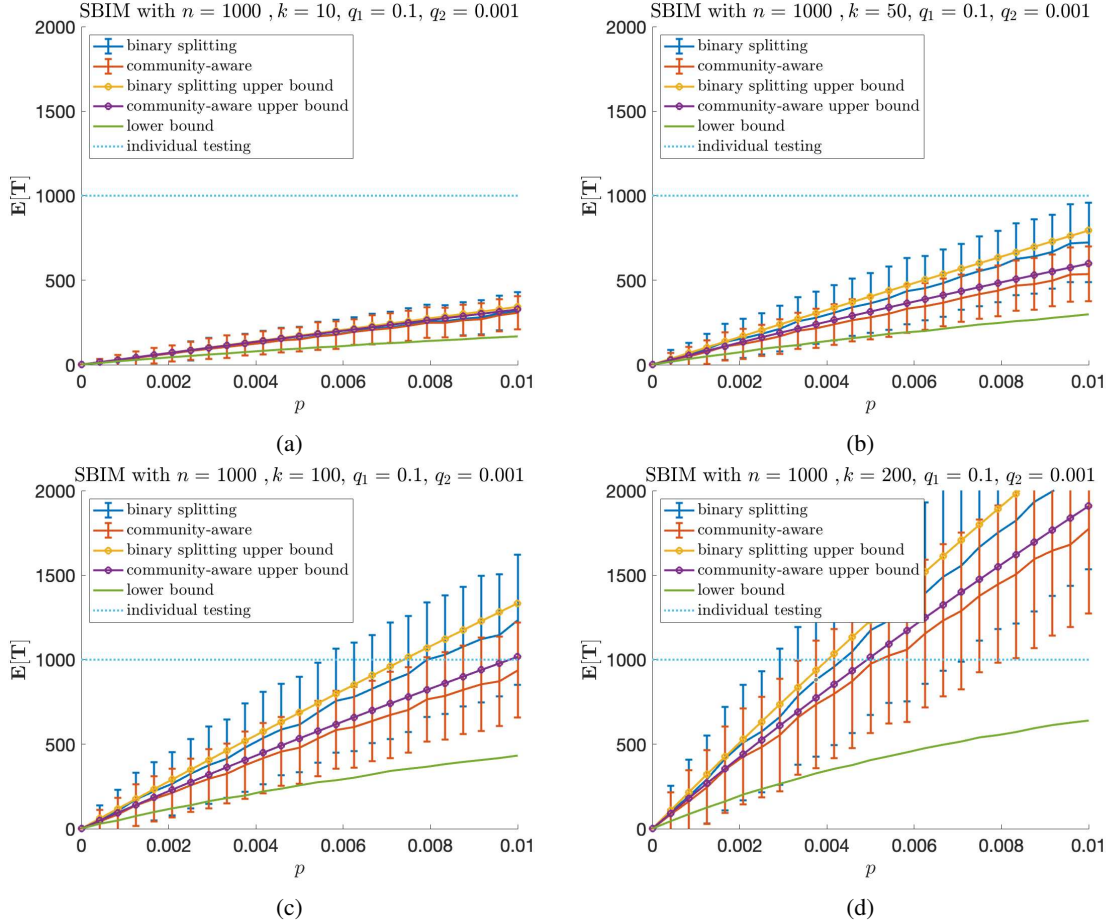 SBIM with n = 1000 , k = 10, q₁ = 0.1, q₂ = 0.001
2000
1500
1000
500
0
E[T]
binary splitting
community-aware
binary splitting upper bound
community-aware upper bound
lower bound
individual testing
0 0.002 0.004 0.006 0.008 0.01
p
(a)
SBIM with n = 1000 , k = 50, q₁ = 0.1, q₂ = 0.001
2000
1500
1000
500
0
E[T]
binary splitting
community-aware
binary splitting upper bound
community-aware upper bound
lower bound
individual testing
0 0.002 0.004 0.006 0.008 0.01
p
(b)
SBIM with n = 1000 , k = 100, q₁ = 0.1, q₂ = 0.001
2000
1500
1000
500
0
E[T]
binary splitting
community-aware
binary splitting upper bound
community-aware upper bound
lower bound
individual testing
0 0.002 0.004 0.006 0.008 0.01
p
(c)
SBIM with n = 1000 , k = 200, q₁ = 0.1, q₂ = 0.001
2000
1500
1000
500
0
E[T]
binary splitting
community-aware
binary splitting upper bound
community-aware upper bound
lower bound
individual testing
0 0.002 0.004 0.006 0.008 0.01
p
(d)